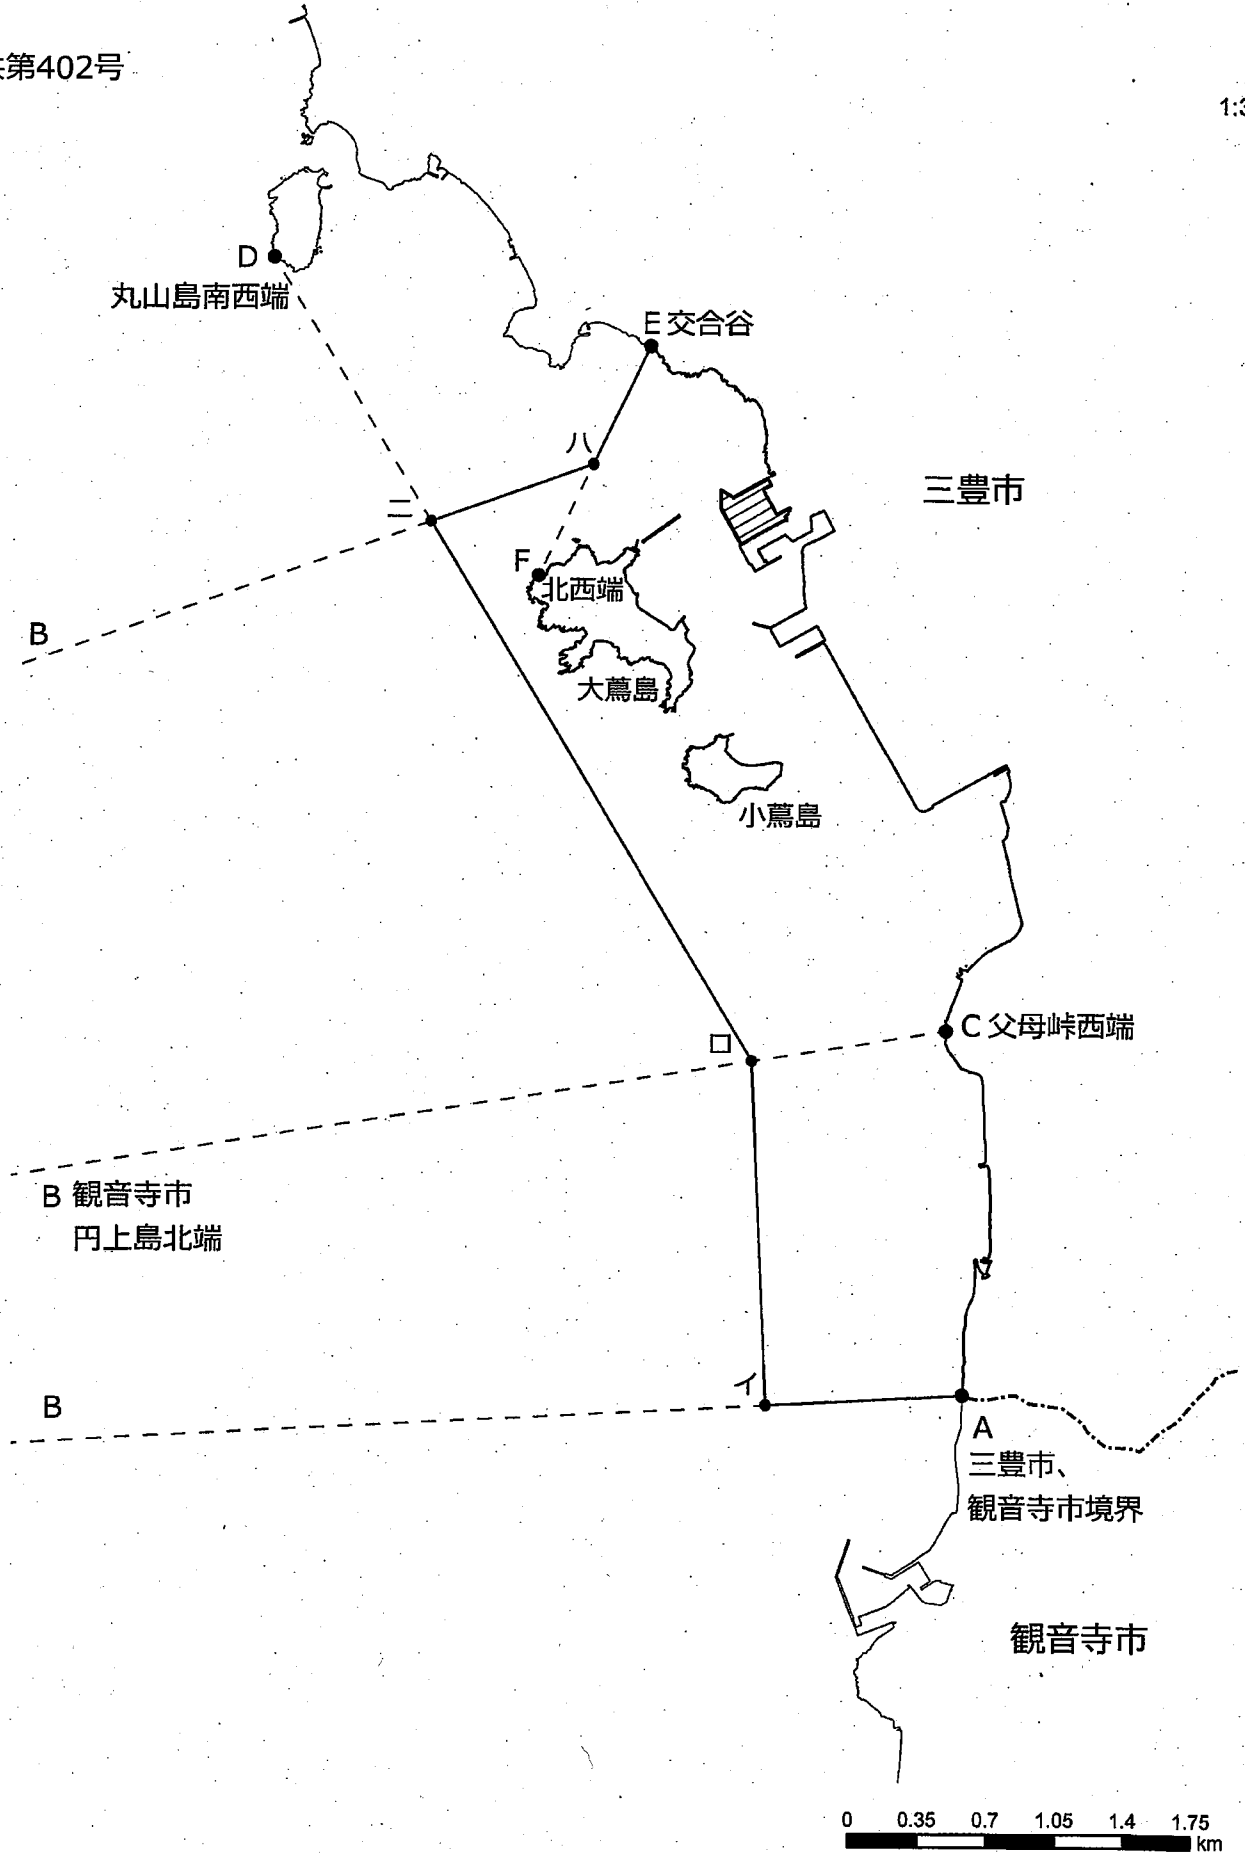 第402号
D
丸山島南西端
E 交合谷
ハ
三豊市
ニ
F
北西端
B
大蔦島
小蔦島
ロ
C 父母峠西端
B 観音寺市
円上島北端
イ
B
A
三豊市、
観音寺市境界
観音寺市
0 0.35 0.7 1.05 1.4 1.75
km